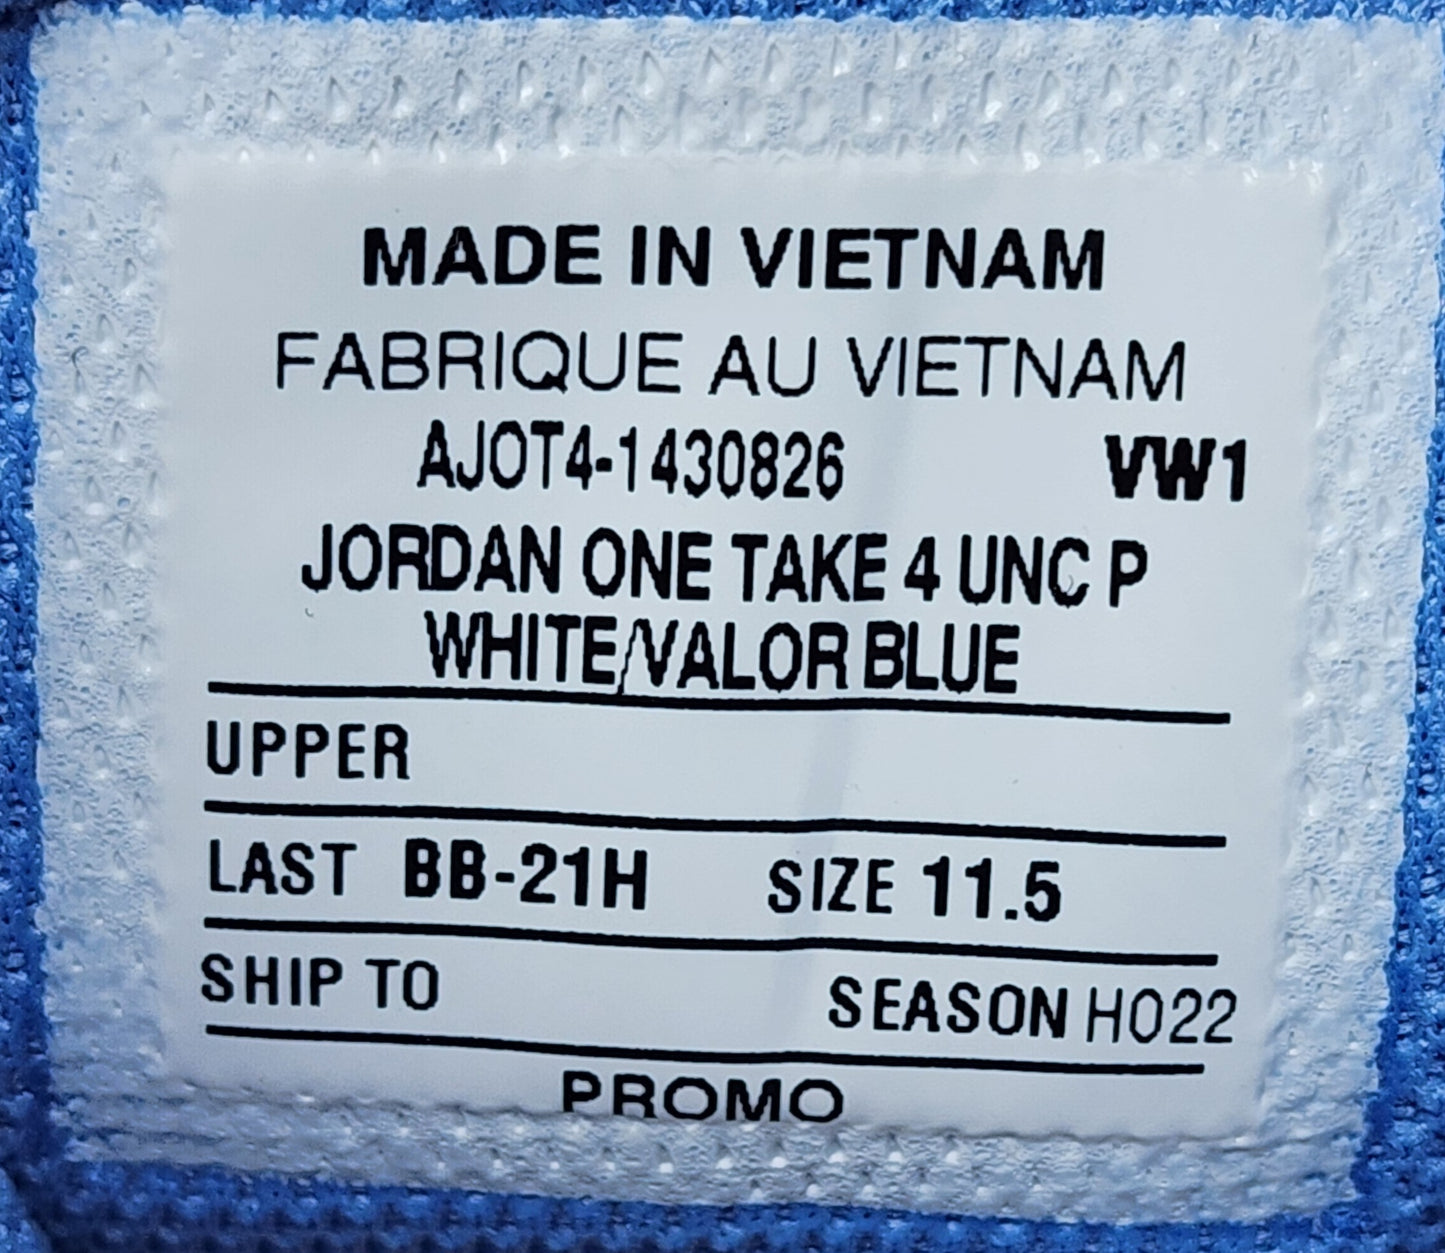 MADE IN VIETNAM
FABRIQUE AU VIETNAM
AJOT4-1430826 VW1
JORDAN ONE TAKE 4 UNC P
WHITE/VALOR BLUE
UPPER
LAST BB-21H SIZE 11.5
SHIP TO SEASON HO22
PROMO